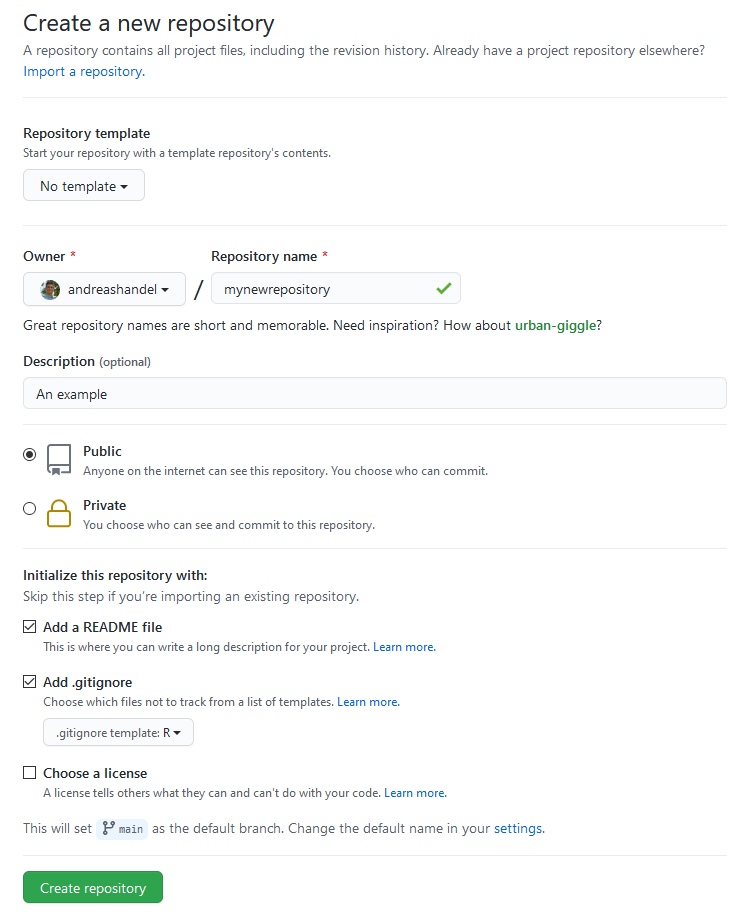 Create a new repository
A repository contains all project files, including the revision history. Already have a project repository elsewhere?
Import a repository.
Repository template
Start your repository with a template repository's contents.
No template
Owner *
Repository name *
andreashandel
/
mynewrepository
Great repository names are short and memorable. Need inspiration? How about urban-giggle?
Description (optional)
An example
Public
Anyone on the internet can see this repository. You choose who can commit.
Private
You choose who can see and commit to this repository.
Initialize this repository with:
Skip this step if you're importing an existing repository.
Add a README file
This is where you can write a long description for your project. Learn more.
Add .gitignore
Choose which files not to track from a list of templates. Learn more.
.gitignore template: R
Choose a license
A license tells others what they can and can't do with your code. Learn more.
This will set main as the default branch. Change the default name in your settings.
Create repository